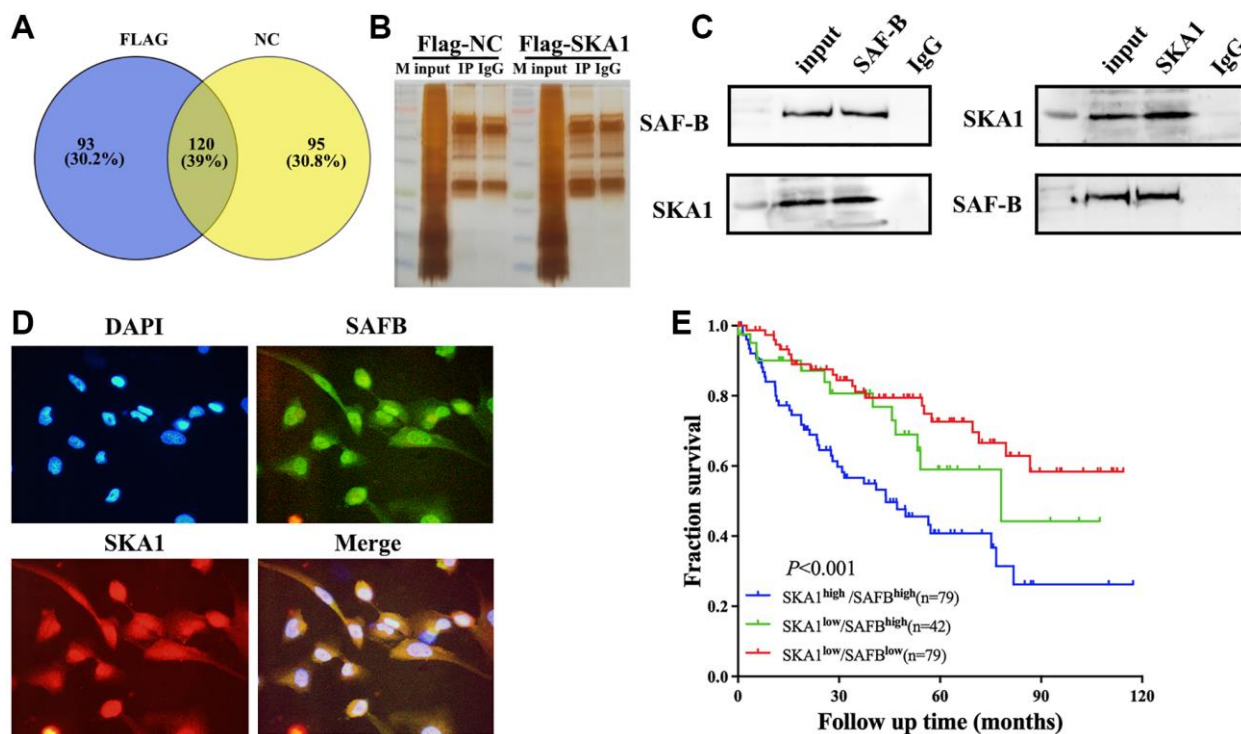 A
FLAG
NC
93
(30.2%)
120
(39%)
95
(30.8%)
B
Flag-NC
Flag-SKA1
M input IP IgG
M input IP IgG
C
input
SAF-B
IgG
SAF-B
SKA1
input
SKA1
IgG
SKA1
SAF-B
D
DAPI
SAFB
SKA1
Merge
E
Fraction survival
1.0
0.8
0.6
0.4
0.2
0.0
P<0.001
SKA1high /SAFBhigh(n=79)
SKA1low/SAFBhigh(n=42)
SKA1low/SAFBlow(n=79)
0 30 60 90 120
Follow up time (months)